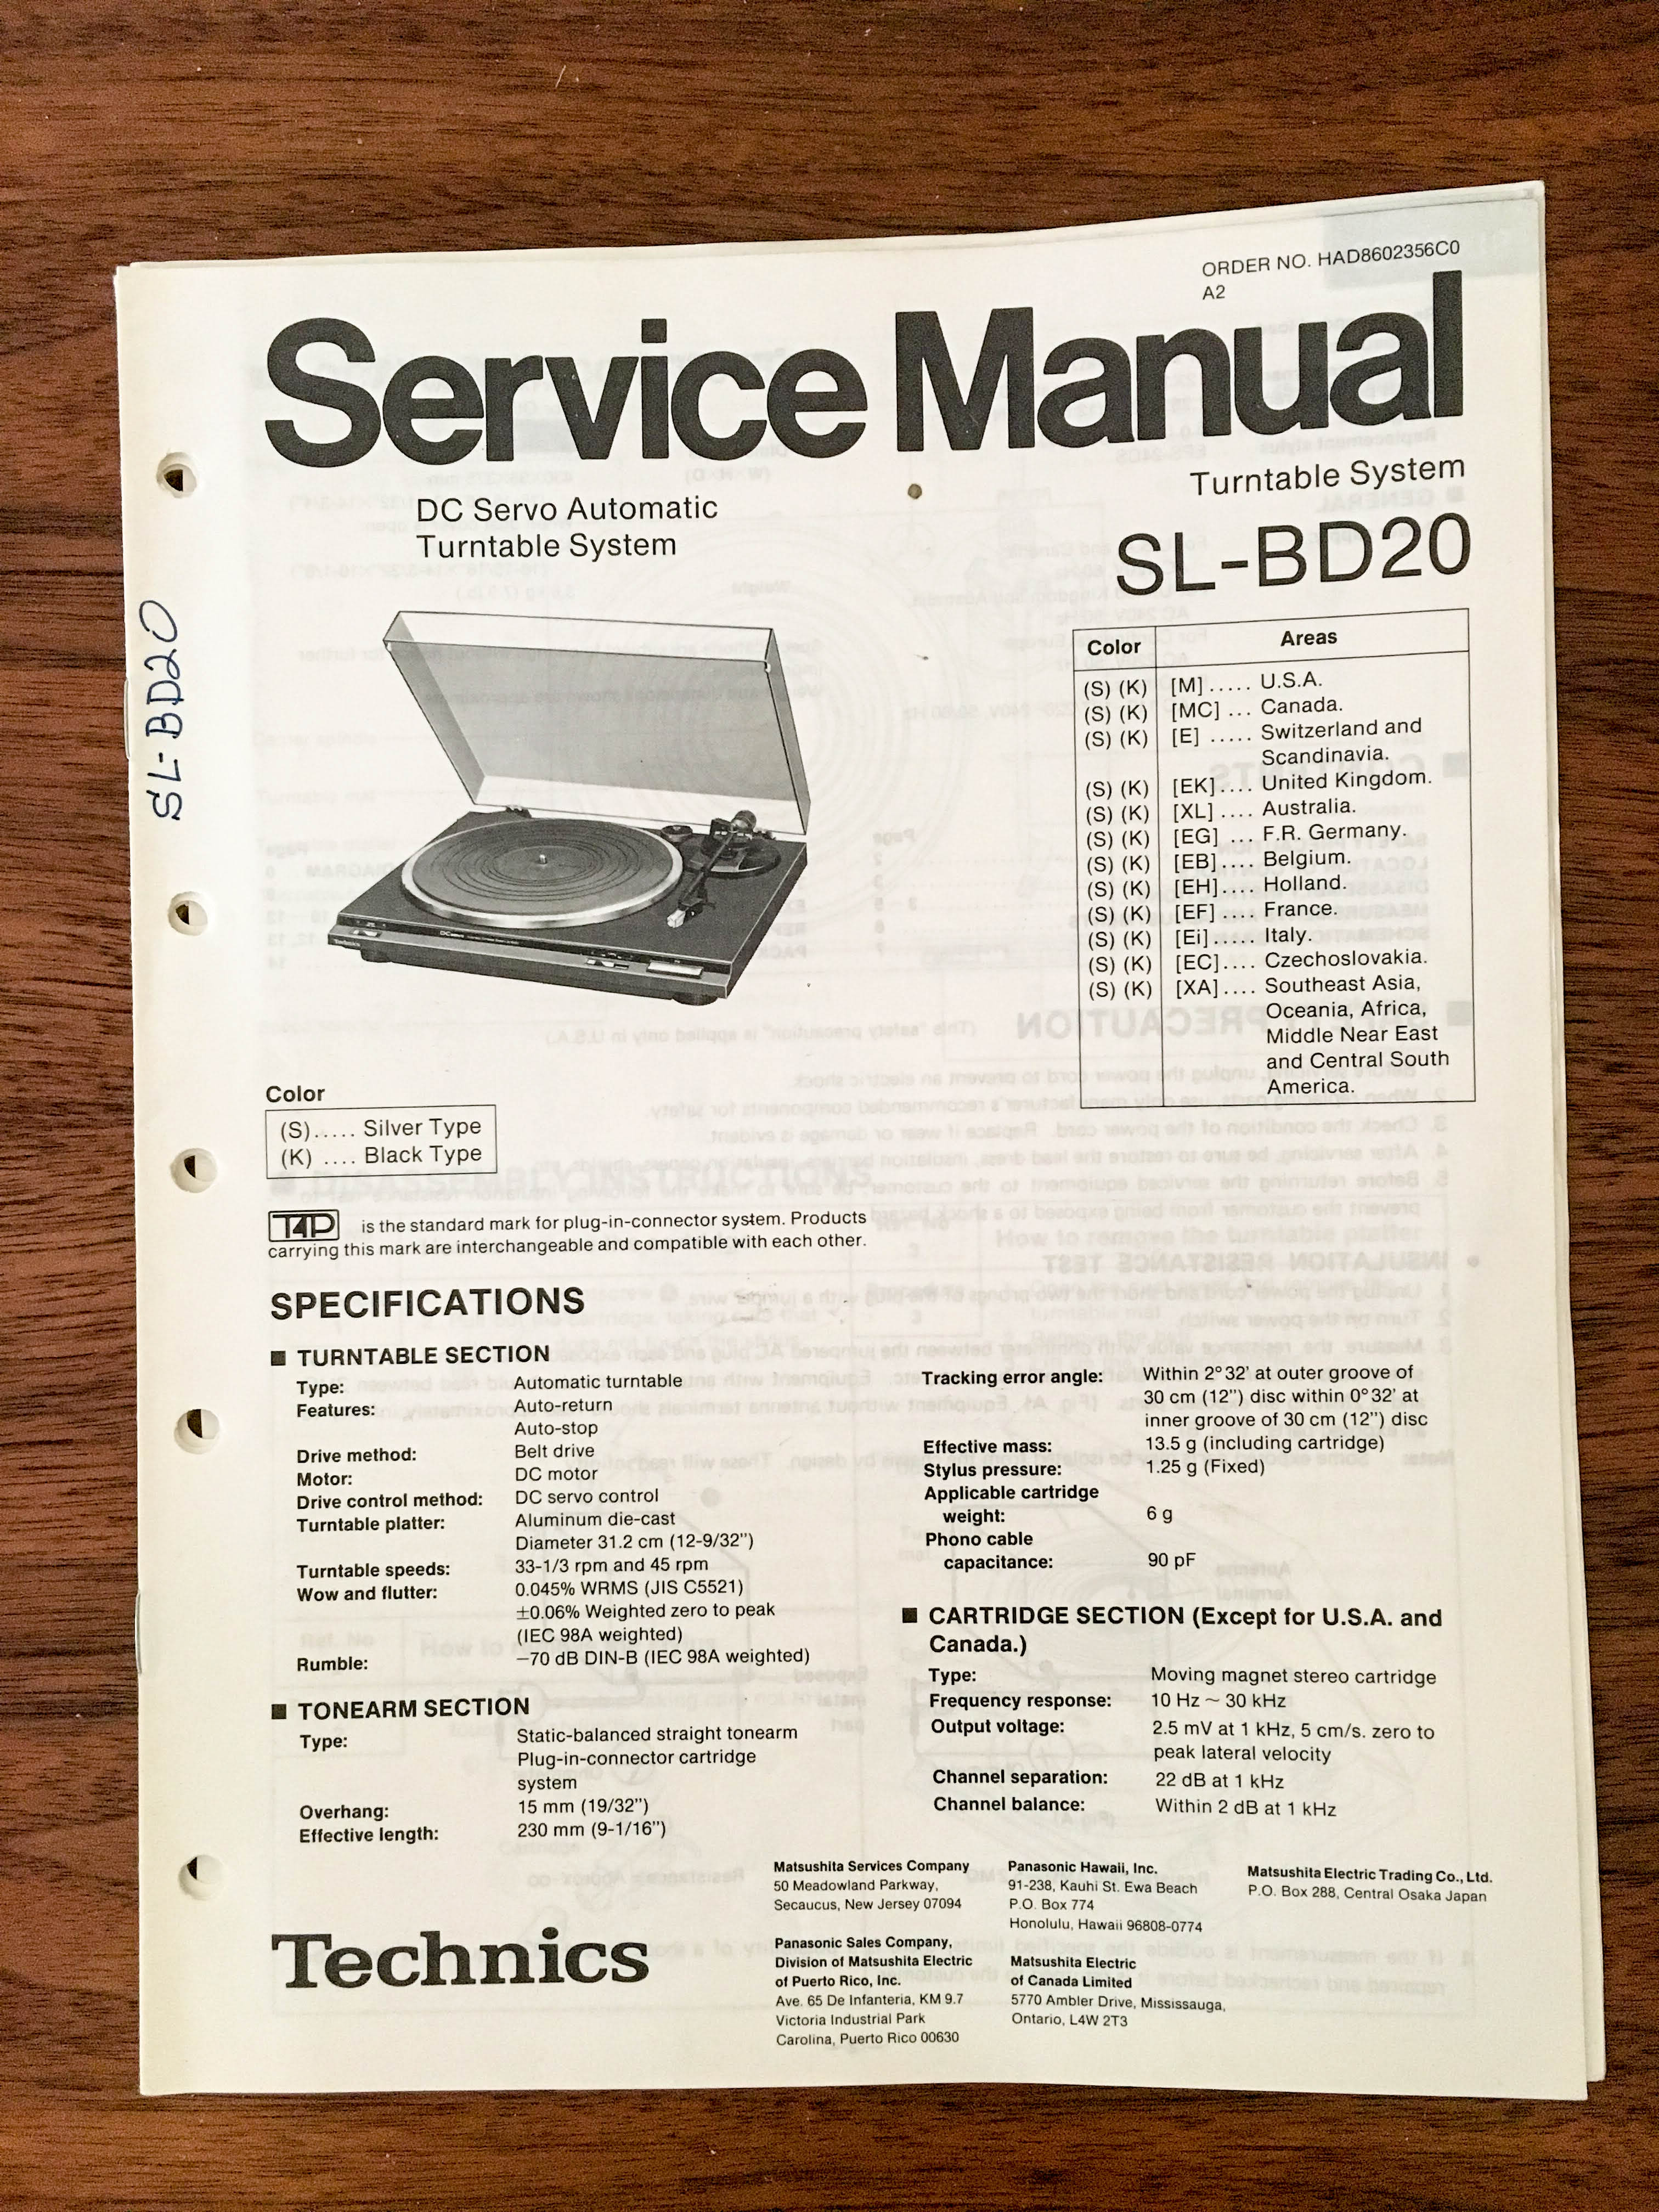 ORDER NO. HAD8602356C0
A2
Service Manual
DC Servo Automatic
Turntable System
Turntable System
SL-BD20
SL-BD20
Color Areas
(S) (K) [M] ..... U.S.A.
(S) (K) [MC] ... Canada.
(S) (K) [E] ..... Switzerland and
Scandinavia.
(S) (K) [EK].... United Kingdom.
(S) (K) [XL] .... Australia.
(S) (K) [EG] ... F.R. Germany.
(S) (K) [EB].... Belgium.
(S) (K) [EH].... Holland.
(S) (K) [EF] .... France.
(S) (K) [Ei]..... Italy.
(S) (K) [EC].... Czechoslovakia.
(S) (K) [XA].... Southeast Asia,
Oceania, Africa,
Middle Near East
and Central South
America.
Technics
DC servo
Color
(S)..... Silver Type
(K) .... Black Type
T4P is the standard mark for plug-in-connector system. Products
carrying this mark are interchangeable and compatible with each other.
SPECIFICATIONS
■ TURNTABLE SECTION
Type: Automatic turntable
Features: Auto-return
Auto-stop
Drive method: Belt drive
Motor: DC motor
Drive control method: DC servo control
Turntable platter: Aluminum die-cast
Diameter 31.2 cm (12-9/32")
Turntable speeds: 33-1/3 rpm and 45 rpm
Wow and flutter: 0.045% WRMS (JIS C5521)
±0.06% Weighted zero to peak
(IEC 98A weighted)
Rumble: −70 dB DIN-B (IEC 98A weighted)
■ TONEARM SECTION
Type: Static-balanced straight tonearm
Plug-in-connector cartridge
system
Overhang: 15 mm (19/32")
Effective length: 230 mm (9-1/16")
Tracking error angle: Within 2°32' at outer groove of
30 cm (12") disc within 0°32' at
inner groove of 30 cm (12") disc
Effective mass: 13.5 g (including cartridge)
Stylus pressure: 1.25 g (Fixed)
Applicable cartridge
weight: 6 g
Phono cable
capacitance: 90 pF
■ CARTRIDGE SECTION (Except for U.S.A. and
Canada.)
Type: Moving magnet stereo cartridge
Frequency response: 10 Hz ~ 30 kHz
Output voltage: 2.5 mV at 1 kHz, 5 cm/s. zero to
peak lateral velocity
Channel separation: 22 dB at 1 kHz
Channel balance: Within 2 dB at 1 kHz
Technics
Matsushita Services Company
50 Meadowland Parkway,
Secaucus, New Jersey 07094
Panasonic Sales Company,
Division of Matsushita Electric
of Puerto Rico, Inc.
Ave. 65 De Infanteria, KM 9.7
Victoria Industrial Park
Carolina, Puerto Rico 00630
Panasonic Hawaii, Inc.
91-238, Kauhi St. Ewa Beach
P.O. Box 774
Honolulu, Hawaii 96808-0774
Matsushita Electric
of Canada Limited
5770 Ambler Drive, Mississauga,
Ontario, L4W 2T3
Matsushita Electric Trading Co., Ltd.
P.O. Box 288, Central Osaka Japan